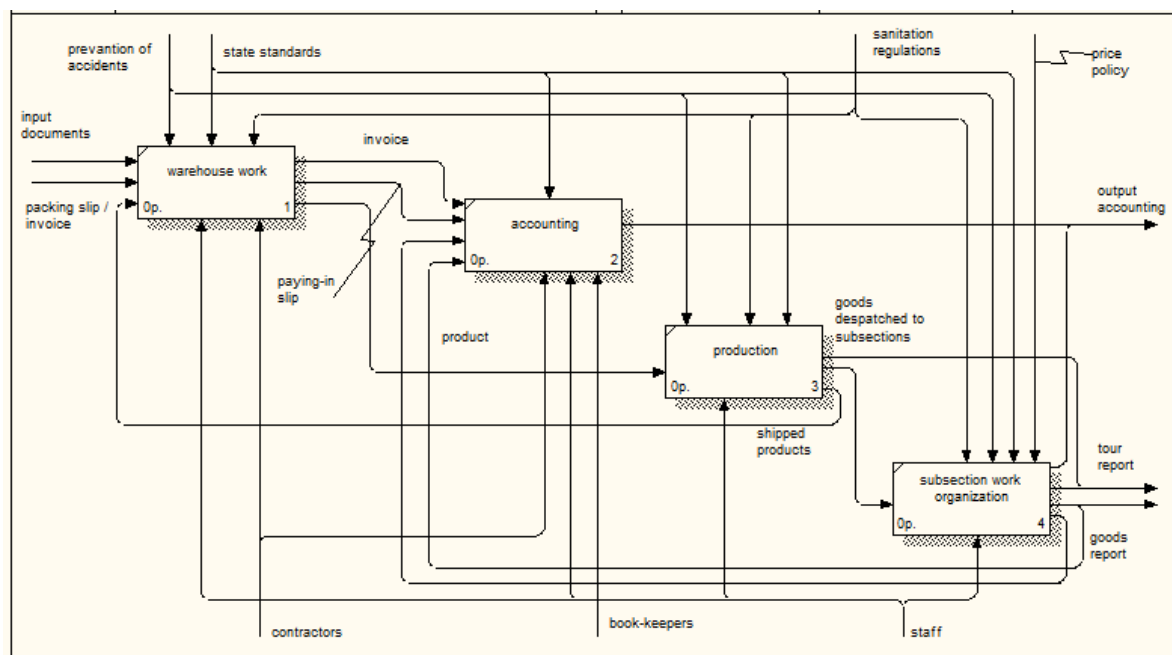 prevantion of
accidents
state standards
sanitation
regulations
price
policy
input
documents
invoice
warehouse work
0p.
1
packing slip /
invoice
paying-in
slip
accounting
0p.
2
output
accounting
product
goods
despatched to
subsections
production
0p.
3
shipped
products
subsection work
organization
0p.
4
tour
report
goods
report
contractors
book-keepers
staff